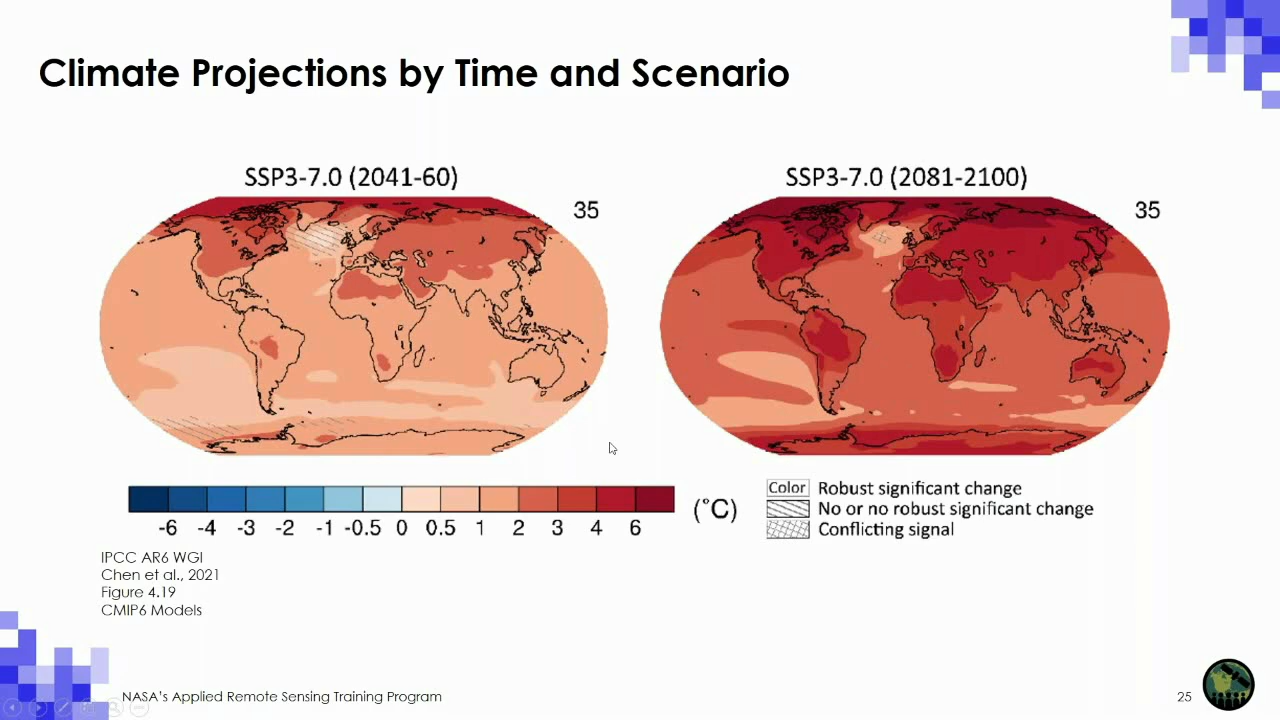 Climate Projections by Time and Scenario
SSP3-7.0 (2041-60)
35
SSP3-7.0 (2081-2100)
35
-6 -4 -3 -2 -1 -0.5 0 0.5 1 2 3 4 6
(°C)
Color Robust significant change
No or no robust significant change
Conflicting signal
IPCC AR6 WGI
Chen et al., 2021
Figure 4.19
CMIP6 Models
NASA's Applied Remote Sensing Training Program
25